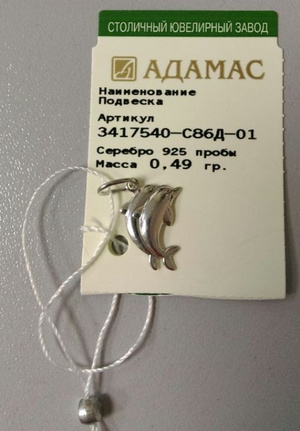 СТОЛИЧНЫЙ ЮВЕЛИРНЫЙ ЗАВОД
АДАМАС
Наименование
Подвеска
Артикул
3417540-С86Д-01
Серебро 925 пробы
Масса 0,49 гр.